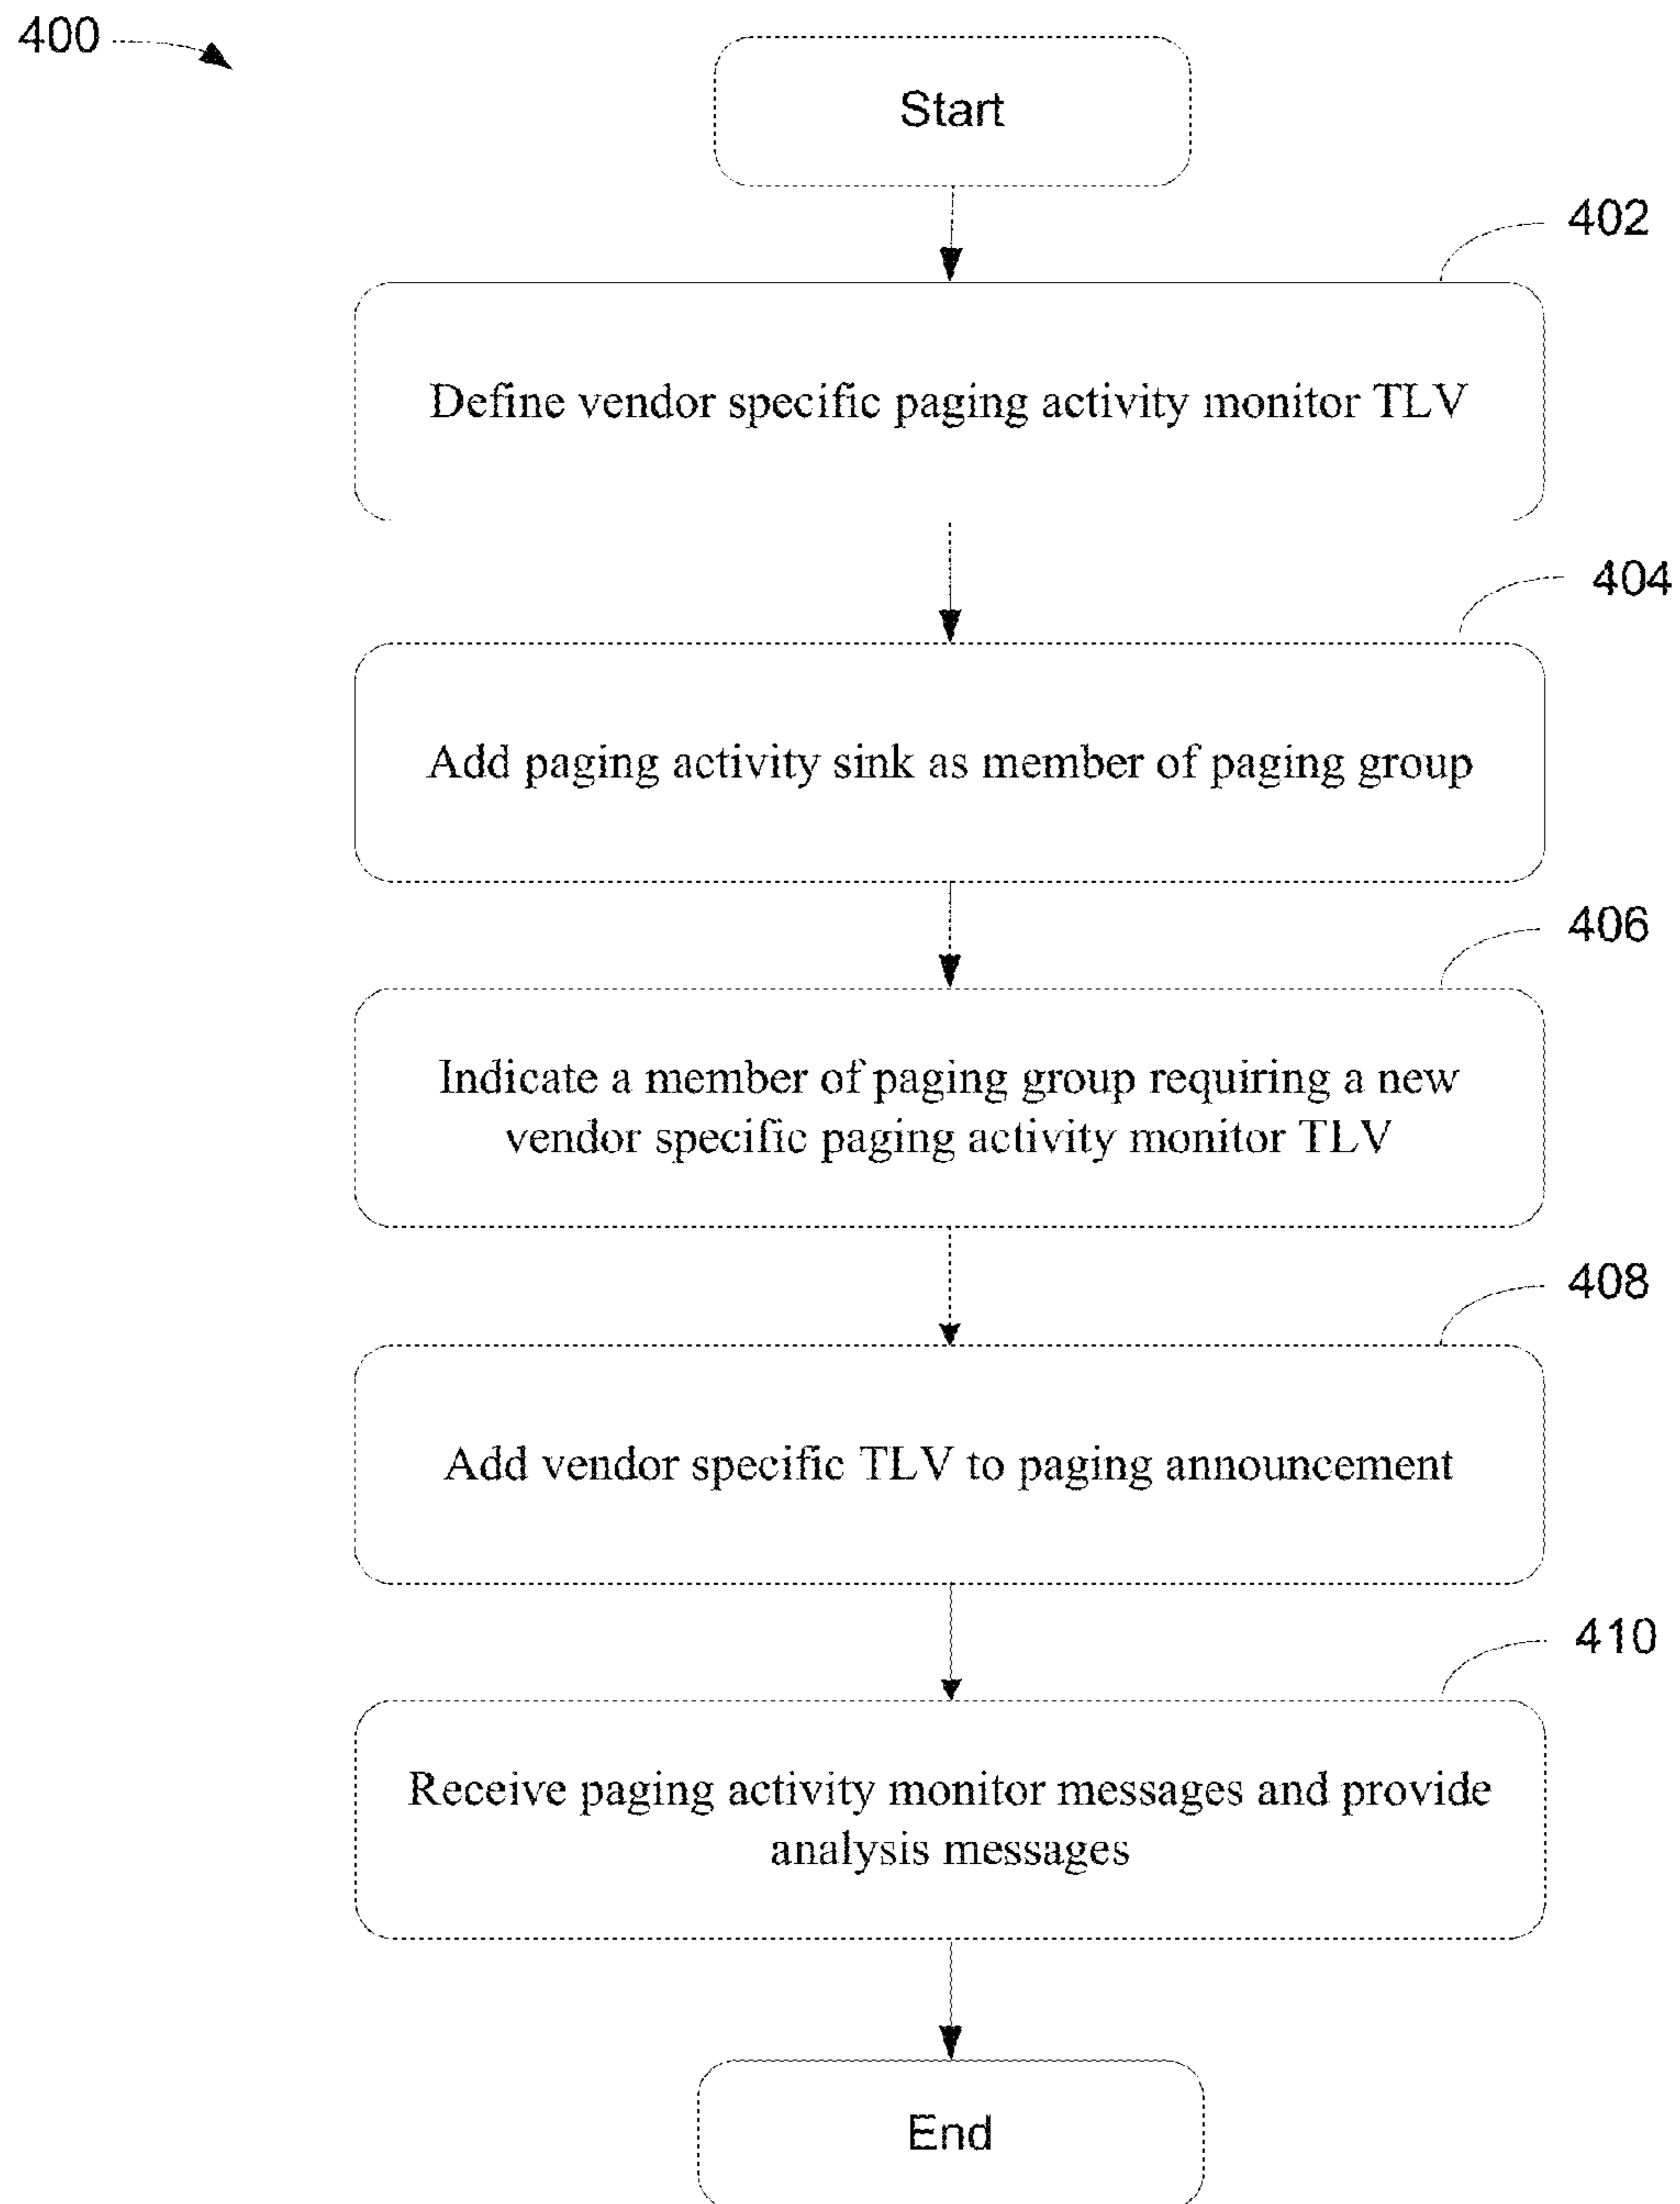 400
Start
402
Define vendor specific paging activity monitor TLV
404
Add paging activity sink as member of paging group
406
Indicate a member of paging group requiring a new
vendor specific paging activity monitor TLV
408
Add vendor specific TLV to paging announcement
410
Receive paging activity monitor messages and provide
analysis messages
End